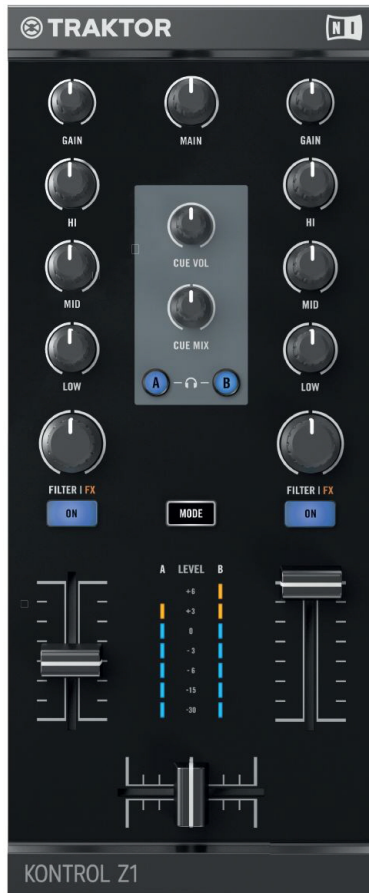 TRAKTOR NI
GAIN MAIN GAIN
HI HI
CUE VOL
MID MID
CUE MIX
LOW LOW
A B
FILTER | FX FILTER | FX
ON MODE ON
A LEVEL B
+6
+3
0
-3
-6
-15
-30
KONTROL Z1